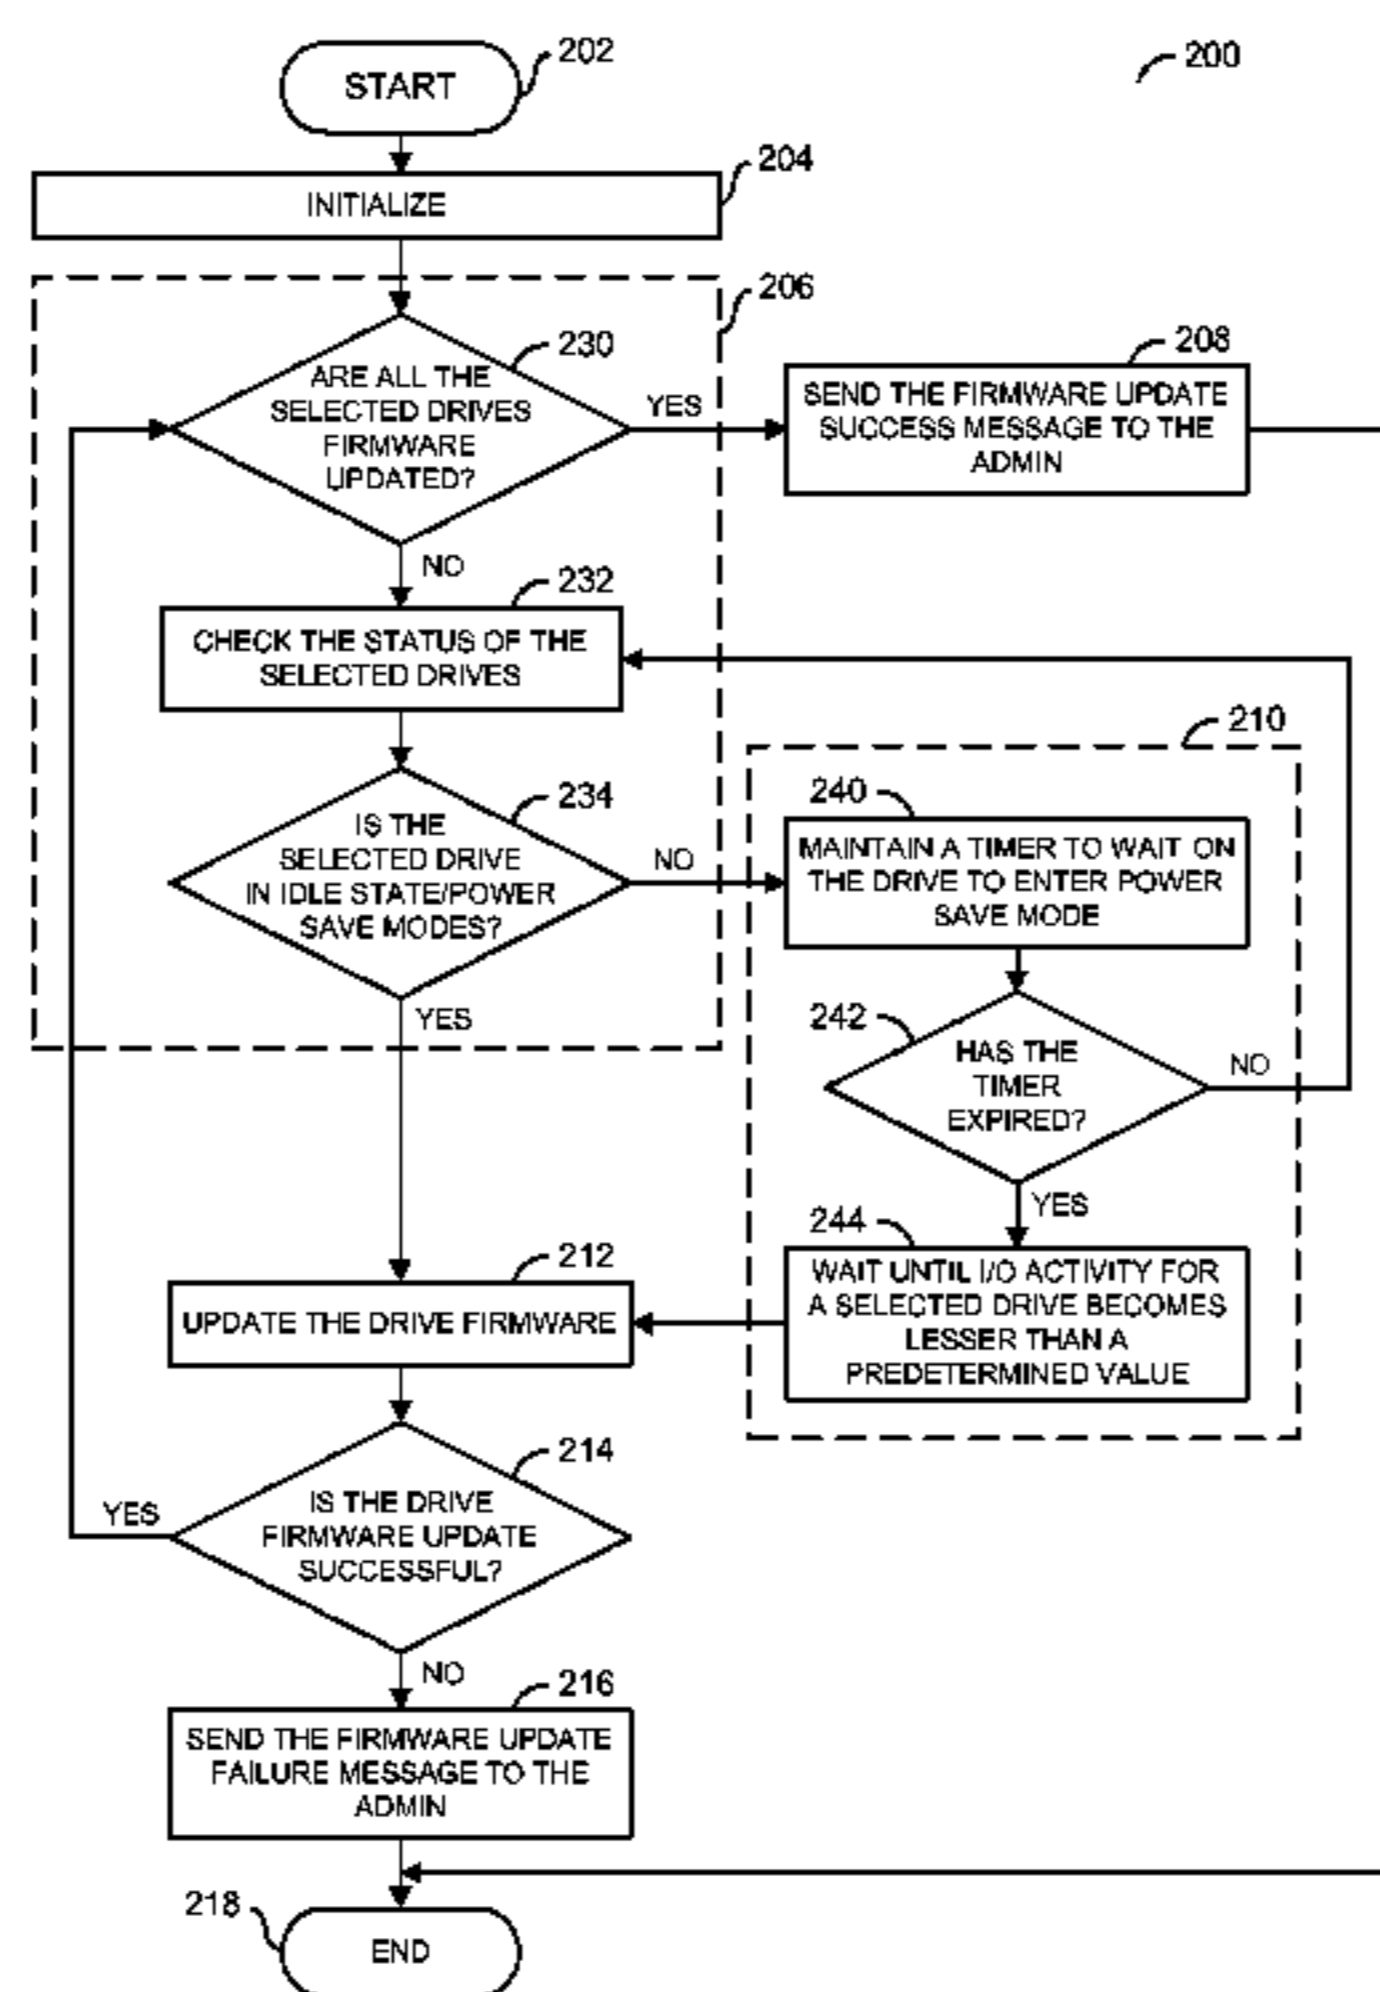 202
200
START
204
INITIALIZE
206
230
208
ARE ALL THE
SELECTED DRIVES
FIRMWARE
UPDATED?
YES
SEND THE FIRMWARE UPDATE
SUCCESS MESSAGE TO THE
ADMIN
NO
232
CHECK THE STATUS OF THE
SELECTED DRIVES
210
234
240
IS THE
SELECTED DRIVE
IN IDLE STATE/POWER
SAVE MODES?
NO
MAINTAIN A TIMER TO WAIT ON
THE DRIVE TO ENTER POWER
SAVE MODE
YES
242
HAS THE
TIMER
EXPIRED?
NO
YES
244
WAIT UNTIL I/O ACTIVITY FOR
A SELECTED DRIVE BECOMES
LESSER THAN A
PREDETERMINED VALUE
212
UPDATE THE DRIVE FIRMWARE
214
YES
IS THE DRIVE
FIRMWARE UPDATE
SUCCESSFUL?
NO
216
SEND THE FIRMWARE UPDATE
FAILURE MESSAGE TO THE
ADMIN
218
END